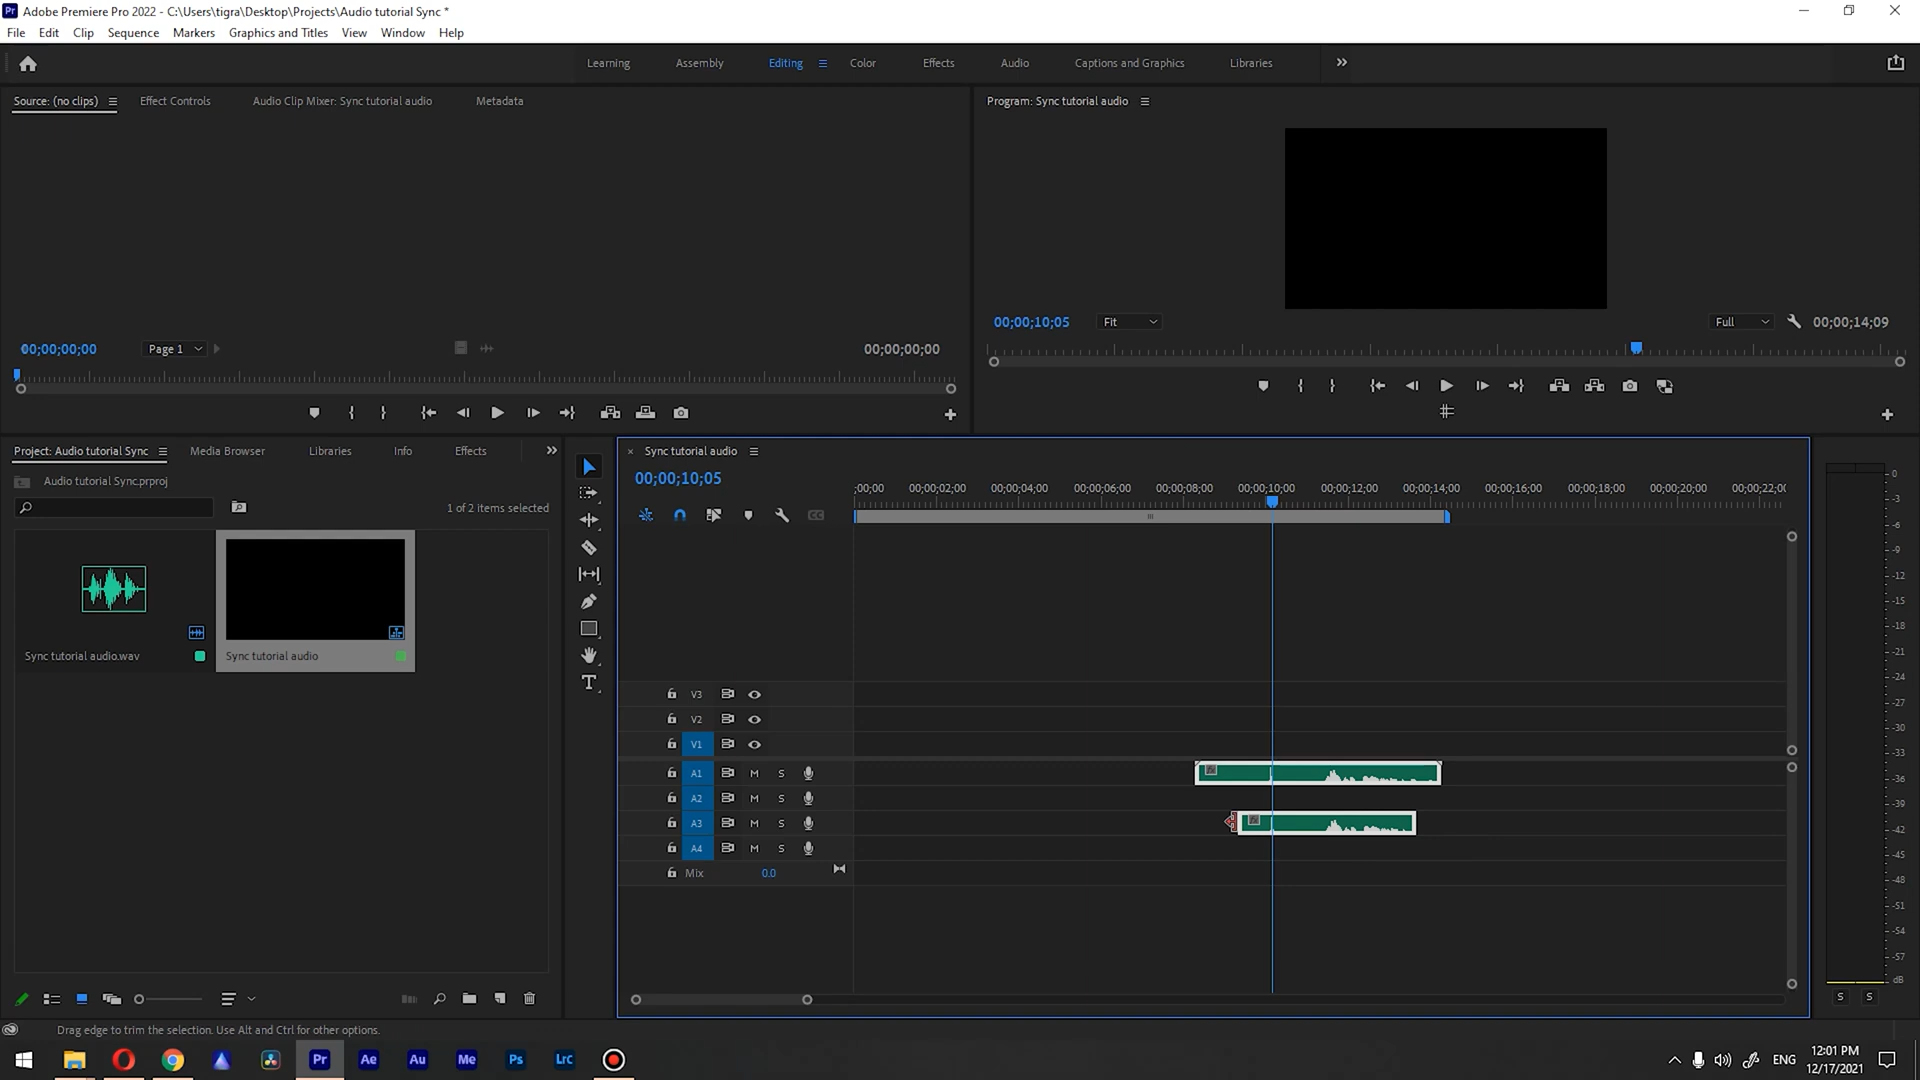 Pr Adobe Premiere Pro 2022 - C:\Users\tigra\Desktop\Projects\Audio tutorial Sync *
File Edit Clip Sequence Markers Graphics and Titles View Window Help
Learning Assembly Editing Color Effects Audio Captions and Graphics Libraries
Source: (no clips) Effect Controls Audio Clip Mixer: Sync tutorial audio Metadata
Program: Sync tutorial audio
00;00;10;05 Fit Full 00;00;14;09
00;00;00;00 Page 1 00;00;00;00
Project: Audio tutorial Sync Media Browser Libraries Info Effects
Audio tutorial Sync.prproj
1 of 2 items selected
Sync tutorial audio.wav
Sync tutorial audio
× Sync tutorial audio
00;00;10;05
;00;00 00;00;02;00 00;00;04;00 00;00;06;00 00;00;08;00 00;00;10;00 00;00;12;00 00;00;14;00 00;00;16;00 00;00;18;00 00;00;20;00 00;00;22;00
V3
V2
V1
A1 M S
A2 M S
A3 M S
A4 M S
Mix 0.0
0
-3
-6
-9
-12
-15
-18
-21
-24
-27
-30
-33
-36
-39
-42
-45
-48
-51
-54
-57
dB
S S
Drag edge to trim the selection. Use Alt and Ctrl for other options.
Pr Ae Au Me Ps Lrc
ENG
12:01 PM
12/17/2021